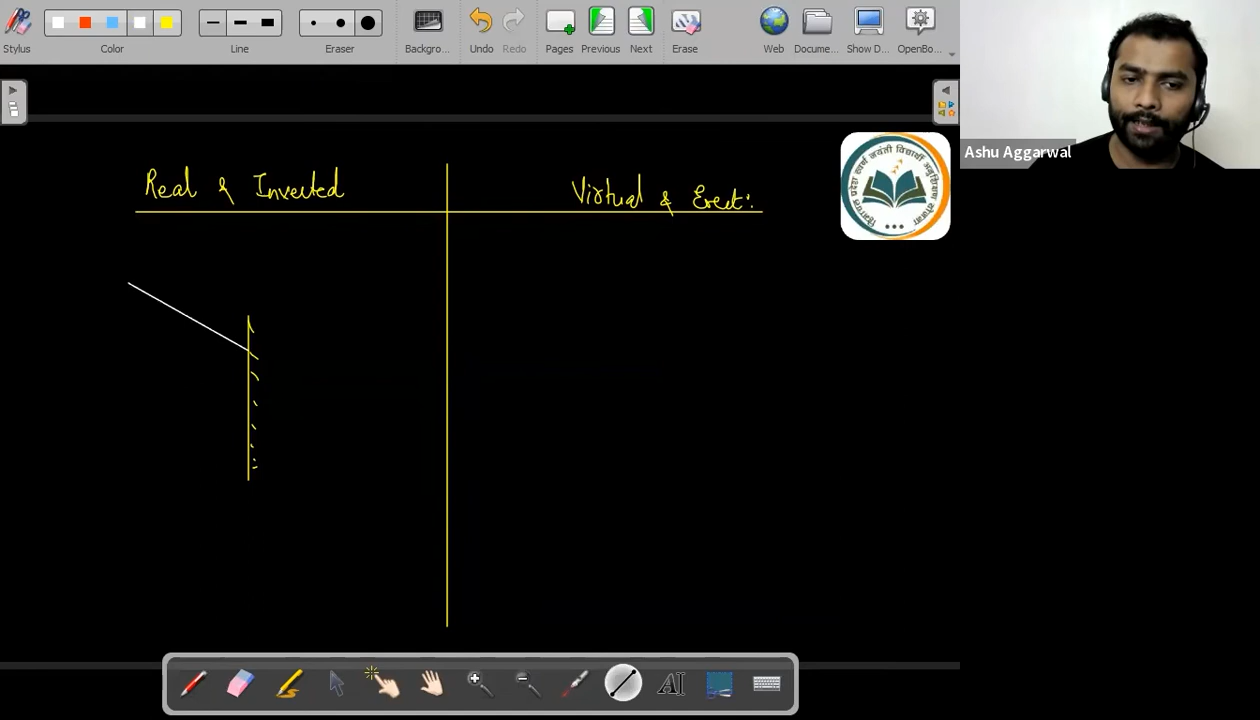 Stylus
Color
Line
Eraser
Backgro...
Undo
Redo
Pages
Previous
Next
Erase
Web
Docume...
Show D...
OpenBo...
Ashu Aggarwal
Real & Inverted
Virtual & Erect: